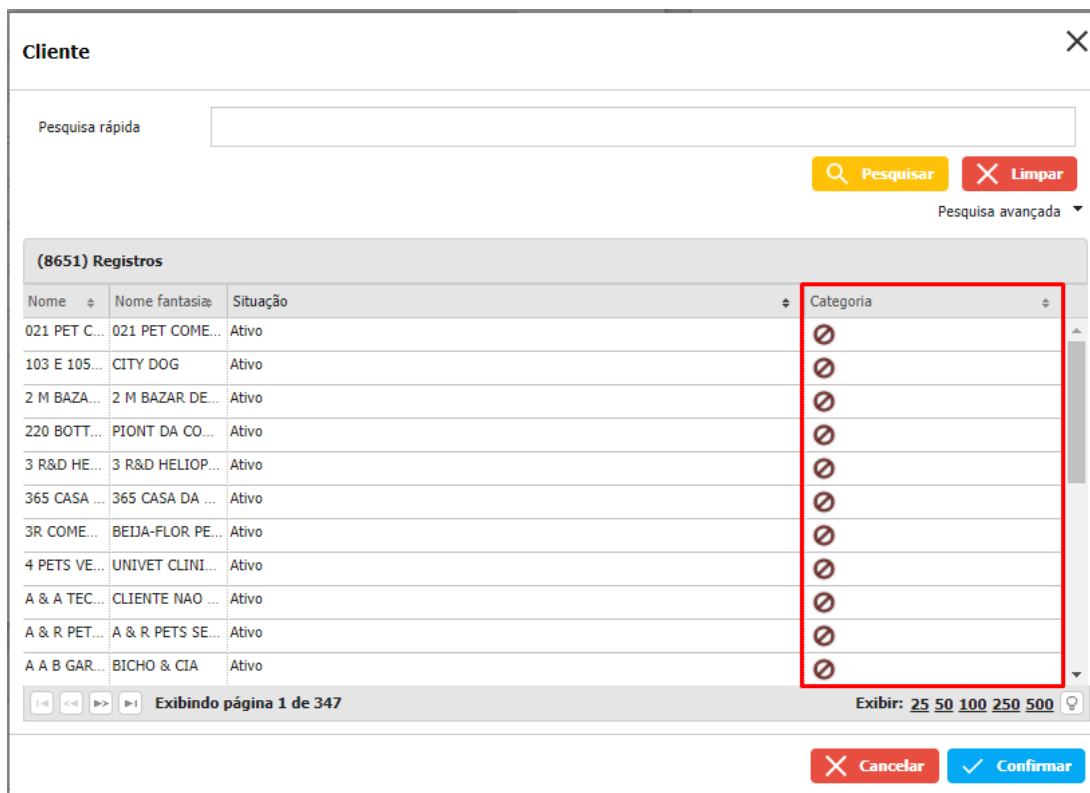 Cliente
Pesquisa rápida
Pesquisar Limpar
Pesquisa avançada
(8651) Registros
Nome Nome fantasia Situação Categoria
021 PET C... 021 PET COME... Ativo
103 E 105... CITY DOG Ativo
2 M BAZA... 2 M BAZAR DE... Ativo
220 BOTT... PIONT DA CO... Ativo
3 R&D HE... 3 R&D HELIOP... Ativo
365 CASA ... 365 CASA DA ... Ativo
3R COME... BEIJA-FLOR PE... Ativo
4 PETS VE... UNIVET CLINI... Ativo
A & A TEC... CLIENTE NAO ... Ativo
A & R PET... A & R PETS SE... Ativo
A A B GAR... BICHO & CIA Ativo
Exibindo página 1 de 347 Exibir: 25 50 100 250 500
Cancelar Confirmar